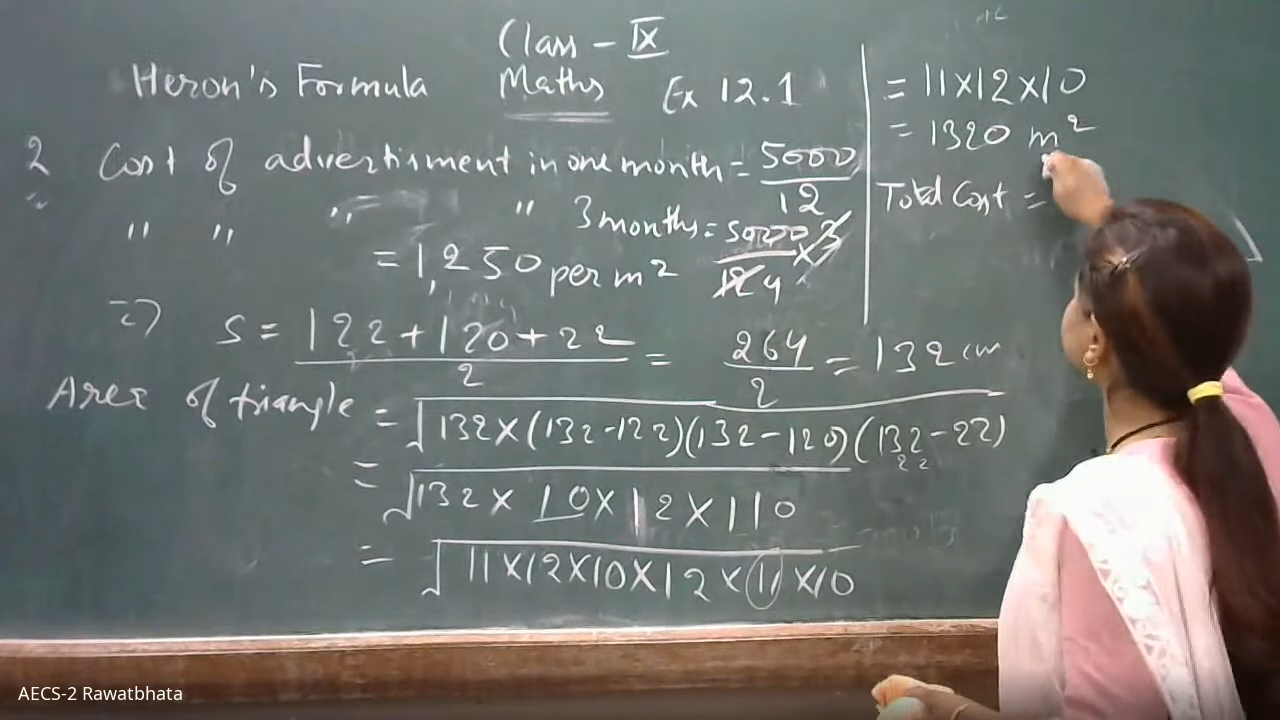 Class - IX
Heron's Formula Maths Ex 12.1
2 Cost of advertisment in one month = 5000/12
" " " " 3 months = 5000/12 4 × 3
= 1,250 per m²
=) S = 122 + 120 + 22 / 2 = 264/2 = 132 cm
Area of triangle = √132×(132-122)(132-120)(132-22)
= √132 × 10 × 12 × 110
= √11×12×10×12×11×10
= 11×12×10
= 1320 m²
Total Cost =
AECS-2 Rawatbhata